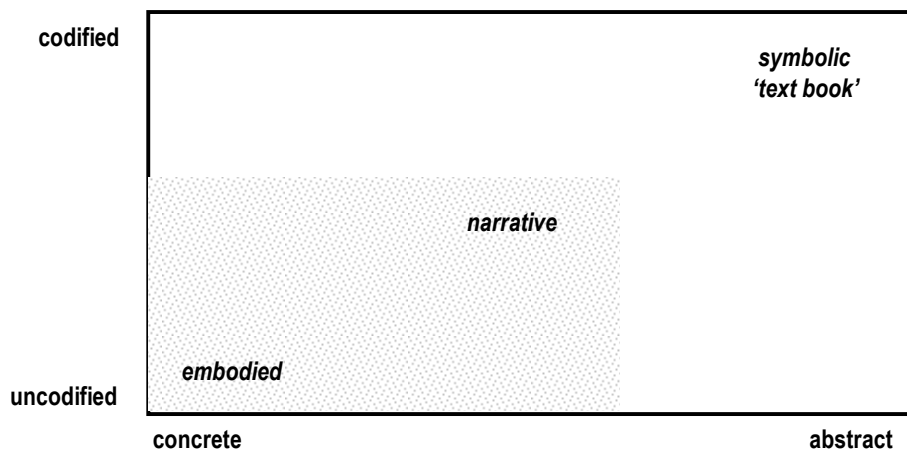 codified
symbolic
‘text book’
narrative
embodied
uncodified
concrete
abstract